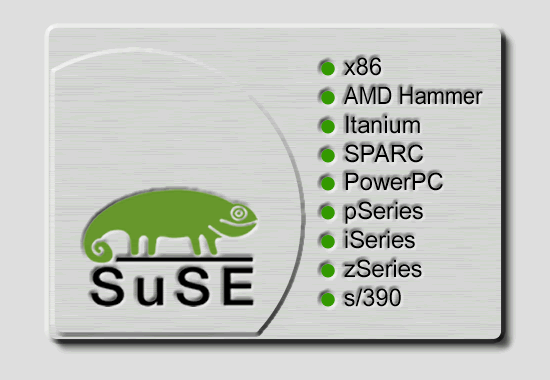 x86
AMD Hammer
Itanium
SPARC
PowerPC
pSeries
iSeries
zSeries
s/390
SuSE